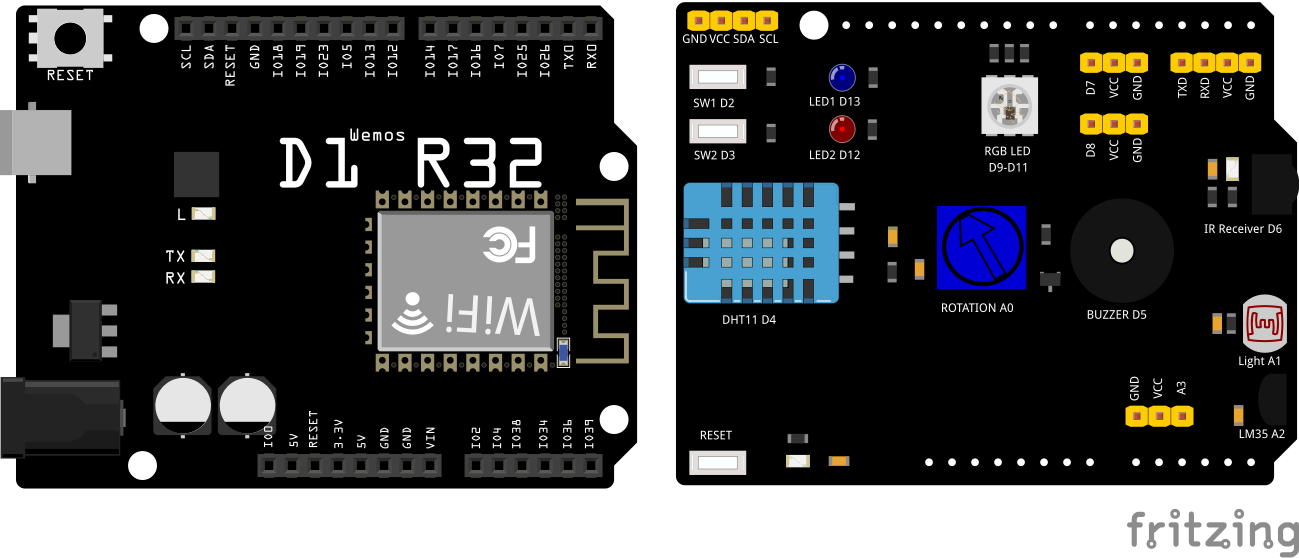 RESET
SCL
SDA
RESET
GND
IO18
IO19
IO23
IO5
IO13
IO12
IO14
IO17
IO16
IO7
IO25
IO26
TX0
RX0
Wemos
D1 R32
L
TX
RX
FC
WiFi
IO0
5V
RESET
3.3V
5V
GND
GND
VIN
IO2
IO4
IO38
IO34
IO36
IO39
GND VCC SDA SCL
SW1 D2
LED1 D13
SW2 D3
LED2 D12
RGB LED
D9-D11
D7
VCC
GND
TXD
RXD
VCC
GND
D8
VCC
GND
IR Receiver D6
DHT11 D4
ROTATION A0
BUZZER D5
Light A1
GND
VCC
A3
LM35 A2
RESET
fritzing